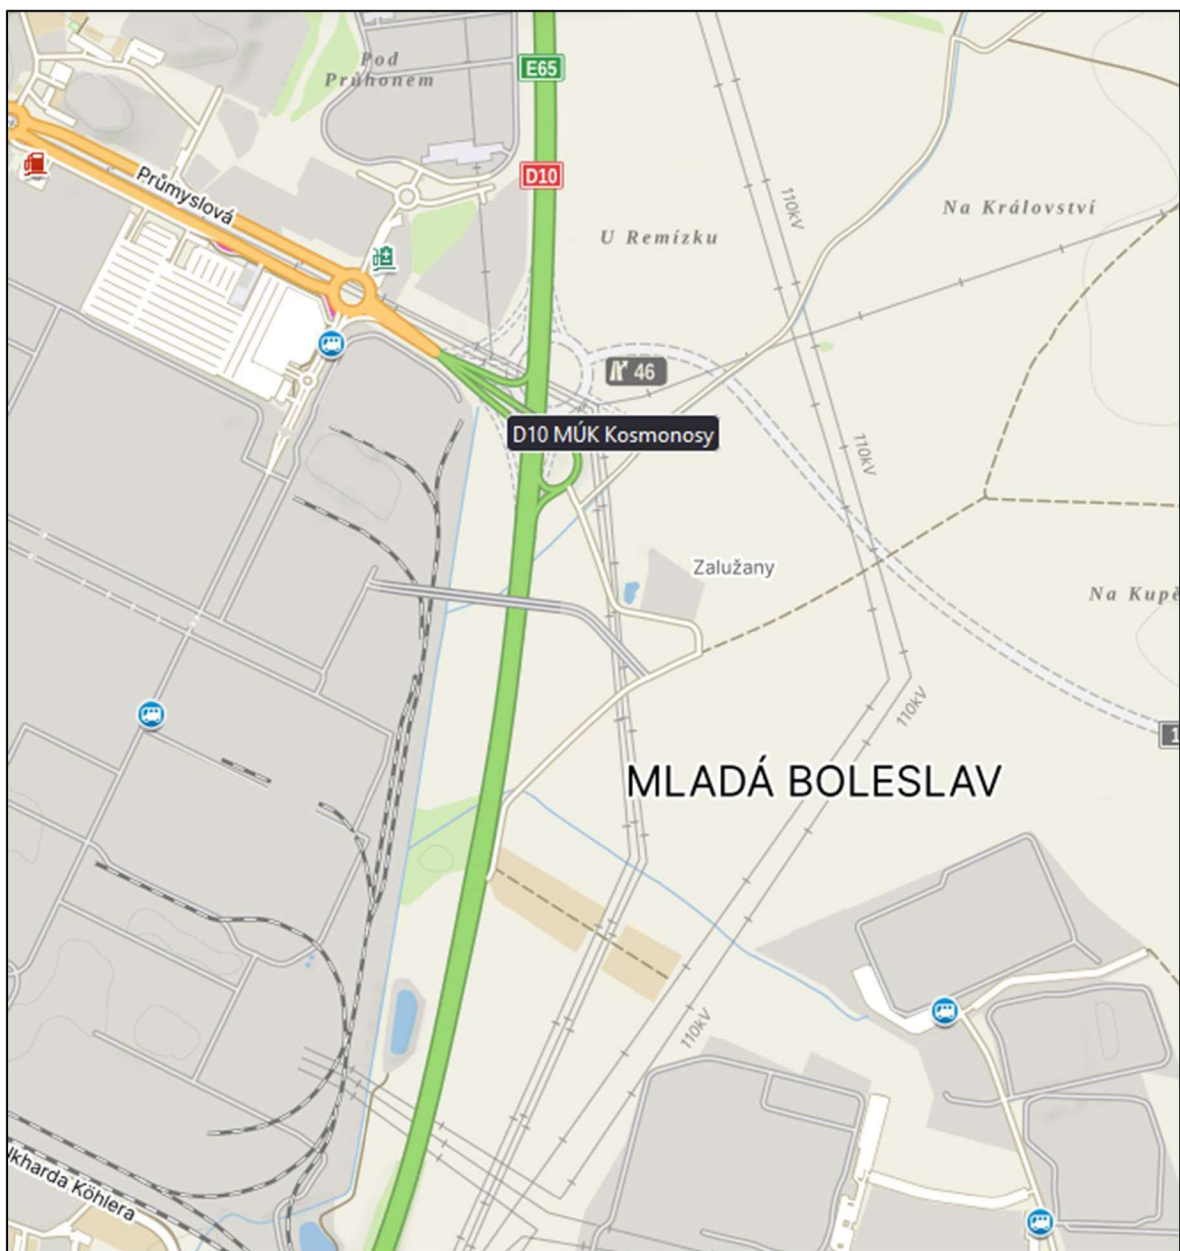 Pod
Průhonem
E65
D10
Průmyslová
110kV
Na Království
U Remízku
46
D10 MÚK Kosmonosy
110kV
Zalužany
Na Kupě
110kV
1
MLADÁ BOLESLAV
110kV
lkharda Köhlera